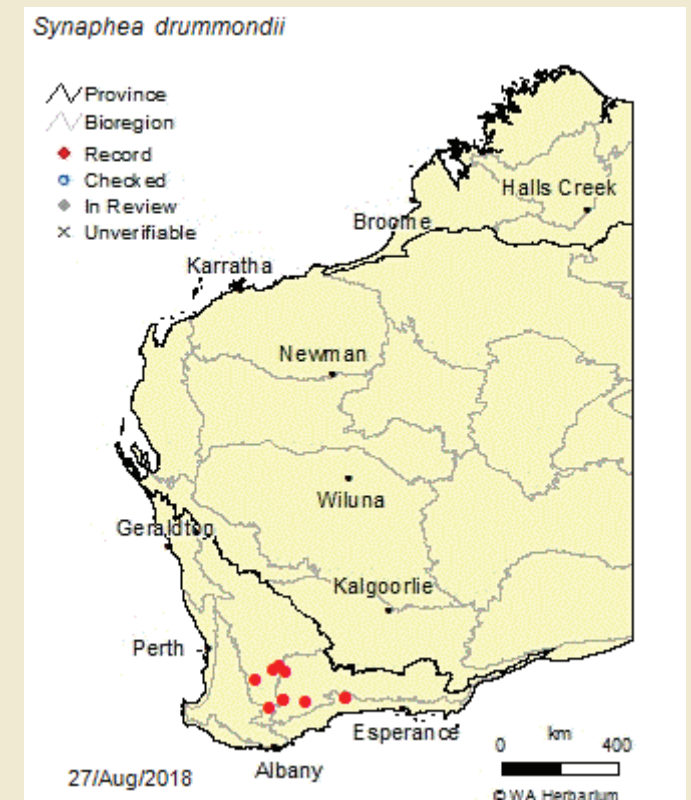 Synaphea drummondii
Province
Bioregion
Record
Checked
In Review
Unverifiable
Halls Creek
Broome
Karratha
Newman
Wiluna
Geraldton
Kalgoorlie
Perth
Esperance
Albany
0 km 400
27/Aug/2018
© WA Herbarium